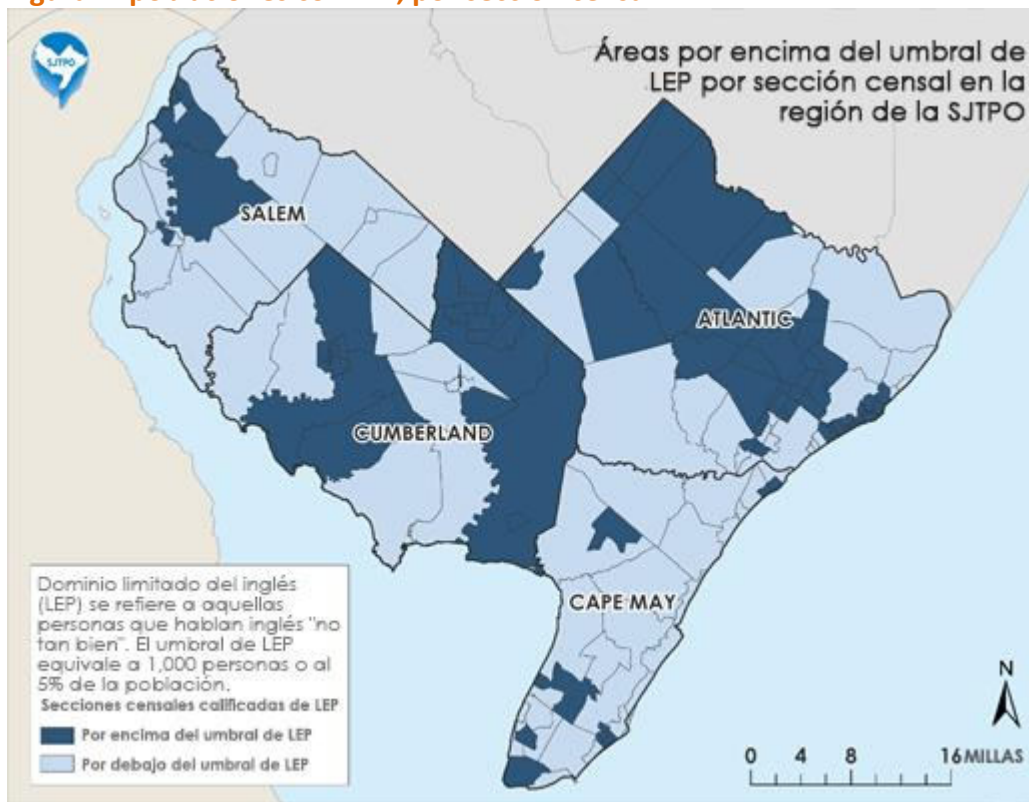 SJTPO
Áreas por encima del umbral de
LEP por sección censal en la
región de la SJTPO
SALEM
ATLANTIC
CUMBERLAND
CAPE MAY
Dominio limitado del inglés
(LEP) se refiere a aquellas
personas que hablan inglés "no
tan bien". El umbral de LEP
equivale a 1,000 personas o al
5% de la población.
Secciones censales calificadas de LEP
Por encima del umbral de LEP
Por debajo del umbral de LEP
N
0 4 8 16 MILLAS